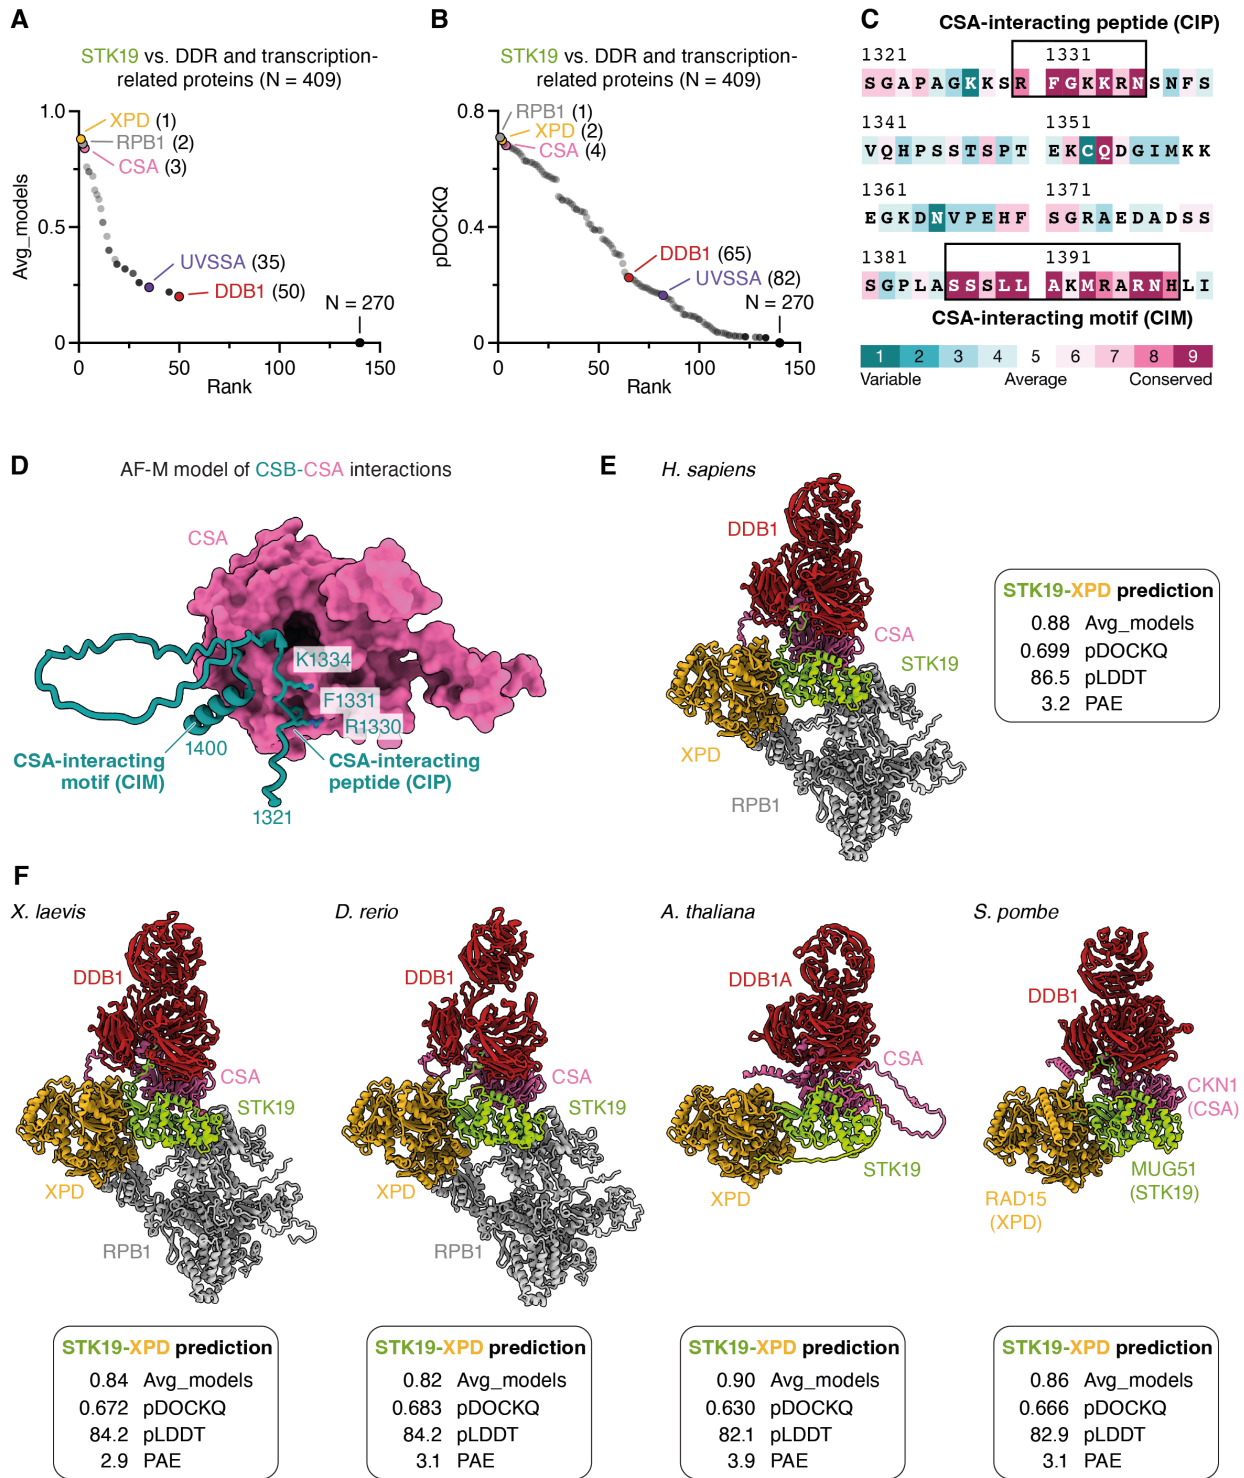 A
STK19 vs. DDR and transcription-
related proteins (N = 409)
1.0
0.5
0
Avg_models
XPD (1)
RPB1 (2)
CSA (3)
UVSSA (35)
DDB1 (50)
N = 270
0
50
100
150
Rank
B
STK19 vs. DDR and transcription-
related proteins (N = 409)
0.8
0.4
0
pDOCKQ
RPB1 (1)
XPD (2)
CSA (4)
DDB1 (65)
UVSSA (82)
N = 270
0
50
100
150
Rank
C
CSA-interacting peptide (CIP)
1321 1331
SGAPAGKKSR FGKKRNSNFS
1341 1351
VQHPSSTSPT EKCQDGIMKK
1361 1371
EGKDNVPEHF SGRAEDADSS
1381 1391
SGPLASSSLL AKMRARNHLI
CSA-interacting motif (CIM)
1 2 3 4 5 6 7 8 9
Variable Average Conserved
D
AF-M model of CSB-CSA interactions
CSA
K1334
F1331
R1330
1400
CSA-interacting
motif (CIM)
CSA-interacting
peptide (CIP)
1321
E
H. sapiens
DDB1
CSA
STK19
XPD
RPB1
STK19-XPD prediction
0.88 Avg_models
0.699 pDOCKQ
86.5 pLDDT
3.2 PAE
F
X. laevis
DDB1
CSA
STK19
XPD
RPB1
STK19-XPD prediction
0.84 Avg_models
0.672 pDOCKQ
84.2 pLDDT
2.9 PAE
D. rerio
DDB1
CSA
STK19
XPD
RPB1
STK19-XPD prediction
0.82 Avg_models
0.683 pDOCKQ
84.2 pLDDT
3.1 PAE
A. thaliana
DDB1A
CSA
STK19
XPD
STK19-XPD prediction
0.90 Avg_models
0.630 pDOCKQ
82.1 pLDDT
3.9 PAE
S. pombe
DDB1
CKN1
(CSA)
MUG51
(STK19)
RAD15
(XPD)
STK19-XPD prediction
0.86 Avg_models
0.666 pDOCKQ
82.9 pLDDT
3.1 PAE